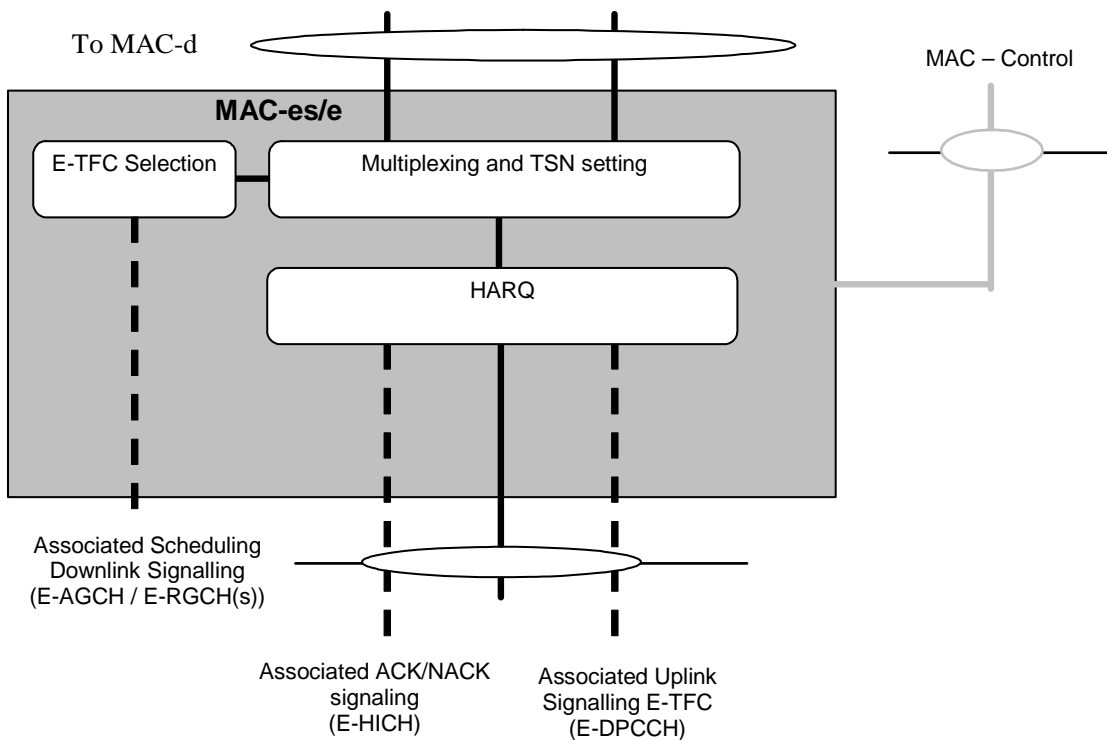 To MAC-d
MAC – Control
MAC-es/e
E-TFC Selection
Multiplexing and TSN setting
HARQ
Associated Scheduling
Downlink Signalling
(E-AGCH / E-RGCH(s))
Associated ACK/NACK
signaling
(E-HICH)
Associated Uplink
Signalling E-TFC
(E-DPCCH)